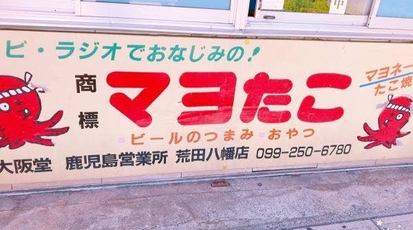 ビ・ラジオでおなじみの!
商標
マヨたこ
マヨネー
たこ焼
ビールのつまみ おやつ
大阪堂 鹿児島営業所 荒田八幡店 099-250-6780